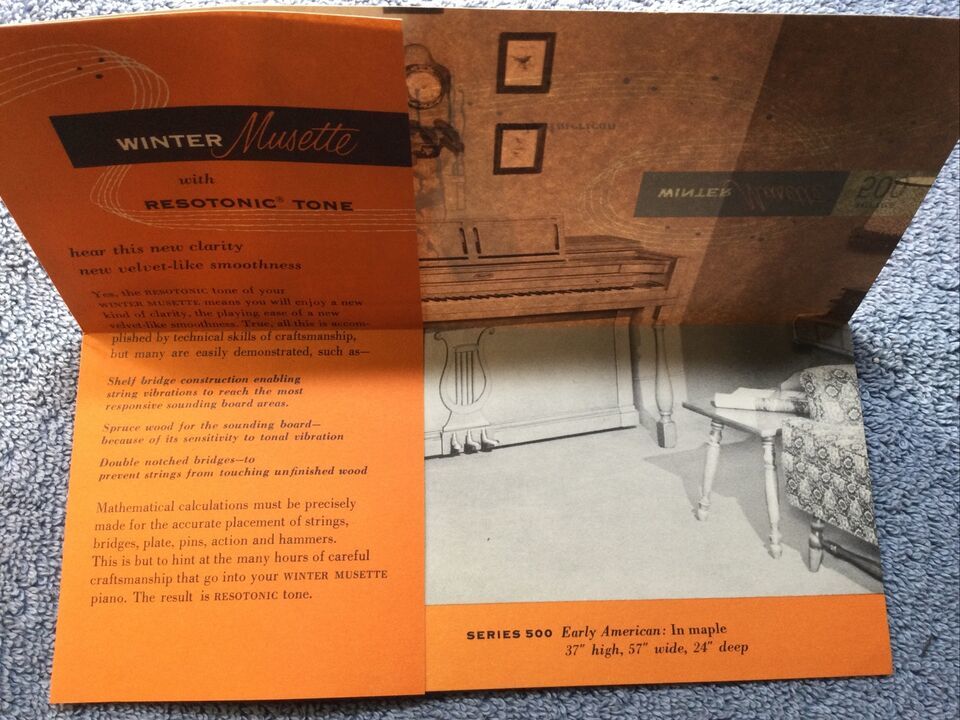 WINTER Musette
with
RESOTONIC® TONE
hear this new clarity
new velvet-like smoothness
Yes, the RESOTONIC tone of your
WINTER MUSETTE means you will enjoy a new
kind of clarity, the playing ease of a new
velvet-like smoothness. True, all this is accom-
plished by technical skills of craftsmanship,
but many are easily demonstrated, such as—
Shelf bridge construction enabling
string vibrations to reach the most
responsive sounding board areas.
Spruce wood for the sounding board—
because of its sensitivity to tonal vibration
Double notched bridges—to
prevent strings from touching unfinished wood
Mathematical calculations must be precisely
made for the accurate placement of strings,
bridges, plate, pins, action and hammers.
This is but to hint at the many hours of careful
craftsmanship that go into your WINTER MUSETTE
piano. The result is RESOTONIC tone.
American
WINTER Musette
500
SERIES
SERIES 500 Early American: In maple
37" high, 57" wide, 24" deep